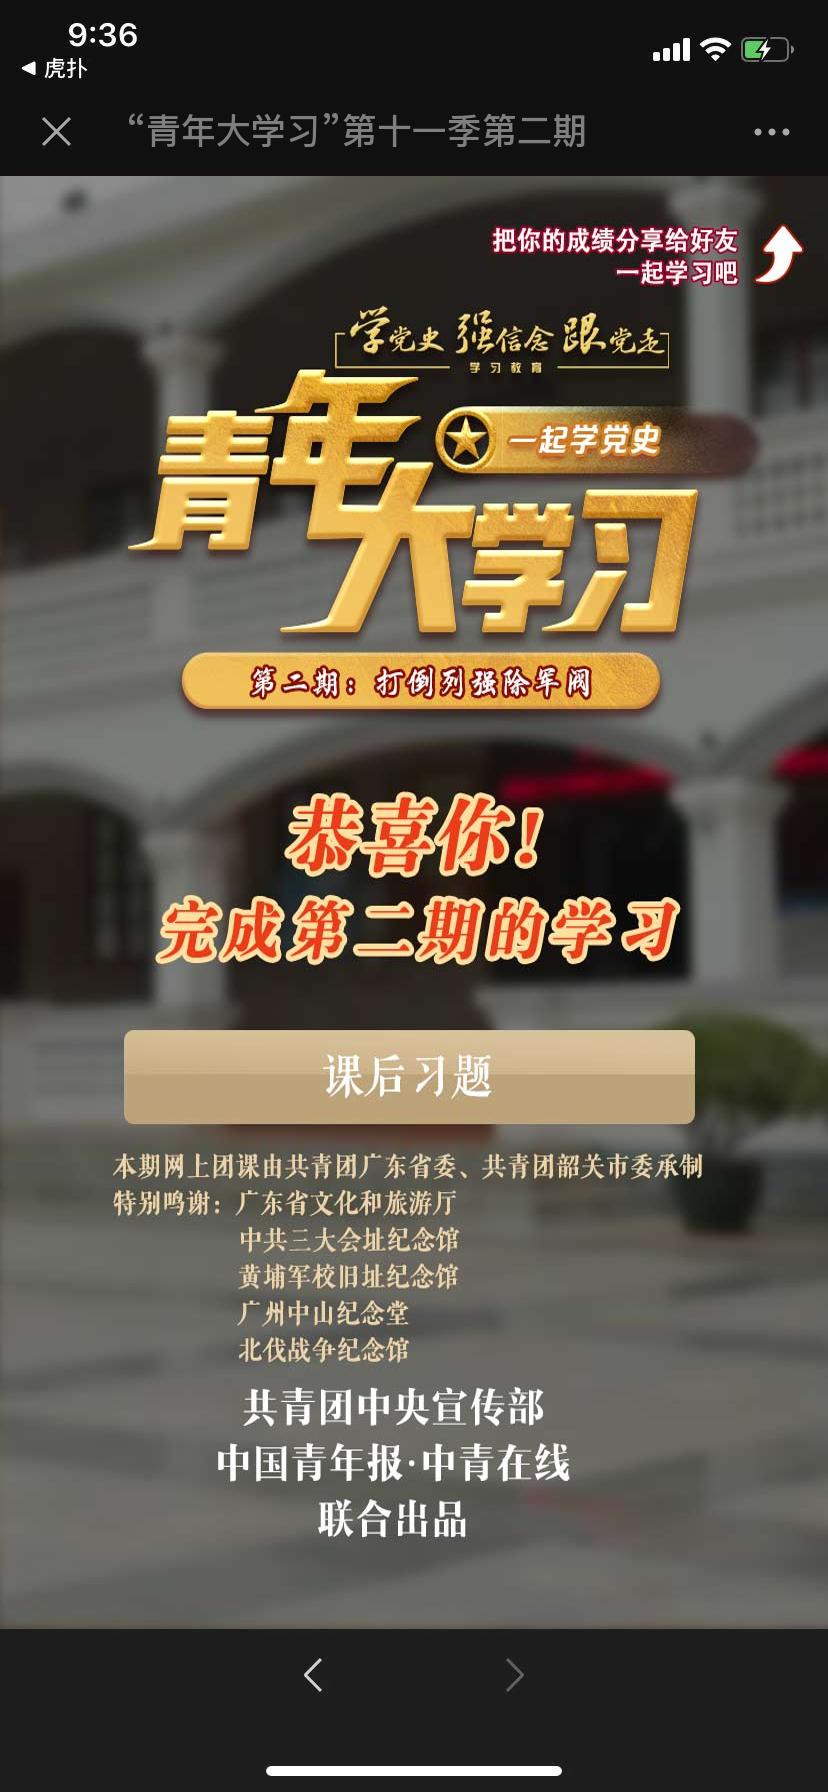 9:36
虎扑
“青年大学习”第十一季第二期
把你的成绩分享给好友
一起学习吧
学党史 强信念 跟党走
学习教育
青年大学习
一起学党史
第二期：打倒列强除军阀
恭喜你!
完成第二期的学习
课后习题
本期网上团课由共青团广东省委、共青团韶关市委承制
特别鸣谢：广东省文化和旅游厅
中共三大会址纪念馆
黄埔军校旧址纪念馆
广州中山纪念堂
北伐战争纪念馆
共青团中央宣传部
中国青年报·中青在线
联合出品